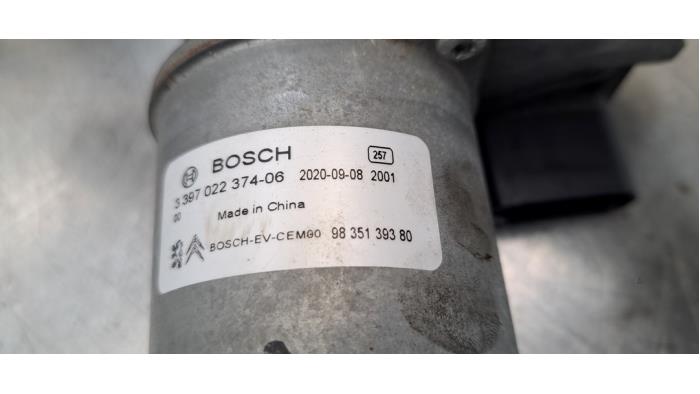 BOSCH 257
3 397 022 374-06 2020-09-08 2001
00 Made in China
BOSCH-EV-CEM00 98 351 393 80